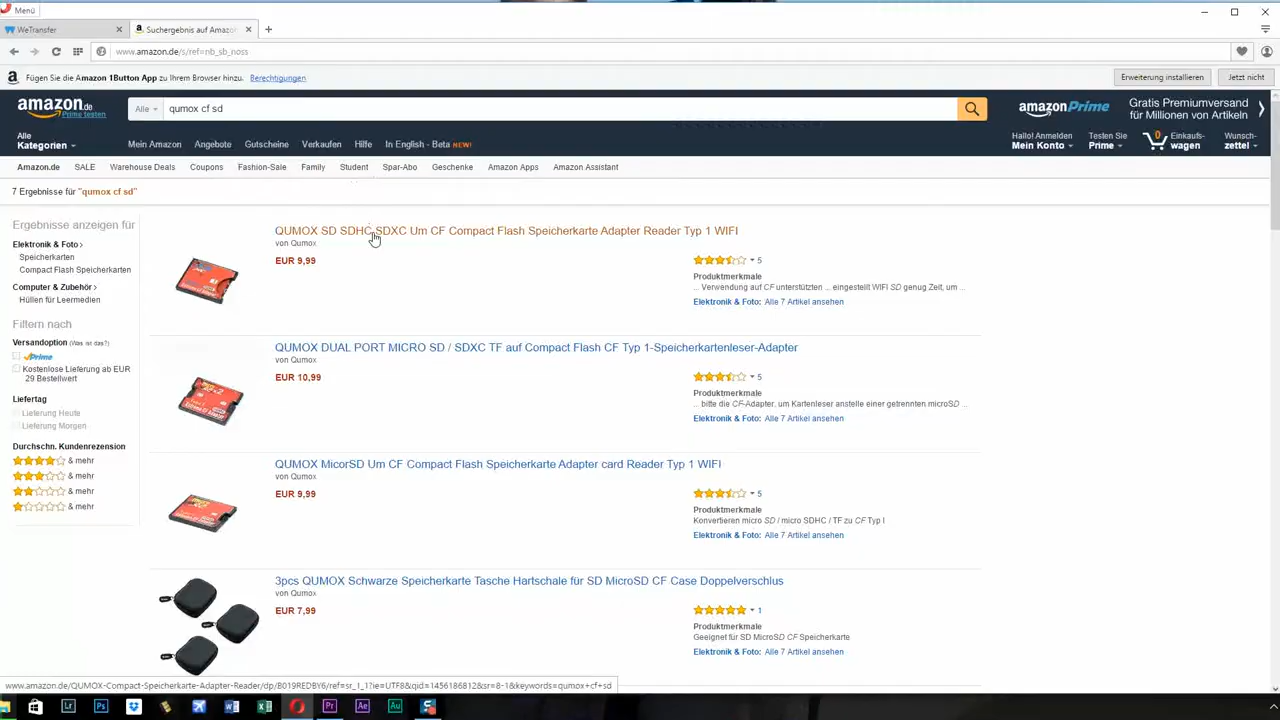 Menü
WeTransfer
Suchergebnis auf Amazon
www.amazon.de/s/ref=nb_sb_noss
Fügen Sie die Amazon 1Button App zu Ihrem Browser hinzu. Berechtigungen
Erweiterung installieren
Jetzt nicht
amazon.de
Prime testen
Alle
qumox cf sd
amazonPrime
Gratis Premiumversand
für Millionen von Artikeln
Alle
Kategorien
Mein Amazon
Angebote
Gutscheine
Verkaufen
Hilfe
In English - Beta NEW!
Hallo! Anmelden
Mein Konto
Testen Sie
Prime
0
Einkaufs-
wagen
Wunsch-
zettel
Amazon.de
SALE
Warehouse Deals
Coupons
Fashion-Sale
Family
Student
Spar-Abo
Geschenke
Amazon Apps
Amazon Assistant
7 Ergebnisse für "qumox cf sd"
Ergebnisse anzeigen für
Elektronik & Foto
Speicherkarten
Compact Flash Speicherkarten
Computer & Zubehör
Hüllen für Leermedien
Filtern nach
Versandoption (Was ist das?)
Prime
Kostenlose Lieferung ab EUR
29 Bestellwert
Liefertag
Lieferung Heute
Lieferung Morgen
Durchschn. Kundenrezension
& mehr
& mehr
& mehr
& mehr
QUMOX SD SDHC SDXC Um CF Compact Flash Speicherkarte Adapter Reader Typ 1 WIFI
von Qumox
EUR 9,99
5
Produktmerkmale
... Verwendung auf CF unterstützten ... eingestellt WIFI SD genug Zeit, um ...
Elektronik & Foto: Alle 7 Artikel ansehen
QUMOX DUAL PORT MICRO SD / SDXC TF auf Compact Flash CF Typ 1-Speicherkartenleser-Adapter
von Qumox
EUR 10,99
5
Produktmerkmale
... bitte die CF-Adapter, um Kartenleser anstelle einer getrennten microSD ...
Elektronik & Foto: Alle 7 Artikel ansehen
QUMOX MicorSD Um CF Compact Flash Speicherkarte Adapter card Reader Typ 1 WIFI
von Qumox
EUR 9,99
5
Produktmerkmale
Konvertieren micro SD / micro SDHC / TF zu CF Typ I
Elektronik & Foto: Alle 7 Artikel ansehen
3pcs QUMOX Schwarze Speicherkarte Tasche Hartschale für SD MicroSD CF Case Doppelverschlus
von Qumox
EUR 7,99
1
Produktmerkmale
Geeignet für SD MicroSD CF Speicherkarte
Elektronik & Foto: Alle 7 Artikel ansehen
www.amazon.de/QUMOX-Compact-Speicherkarte-Adapter-Reader/dp/B019REDBY6/ref=sr_1_1?ie=UTF8&qid=1456186812&sr=8-1&keywords=qumox+cf+sd
Lr
Ps
Pr
Ae
Au